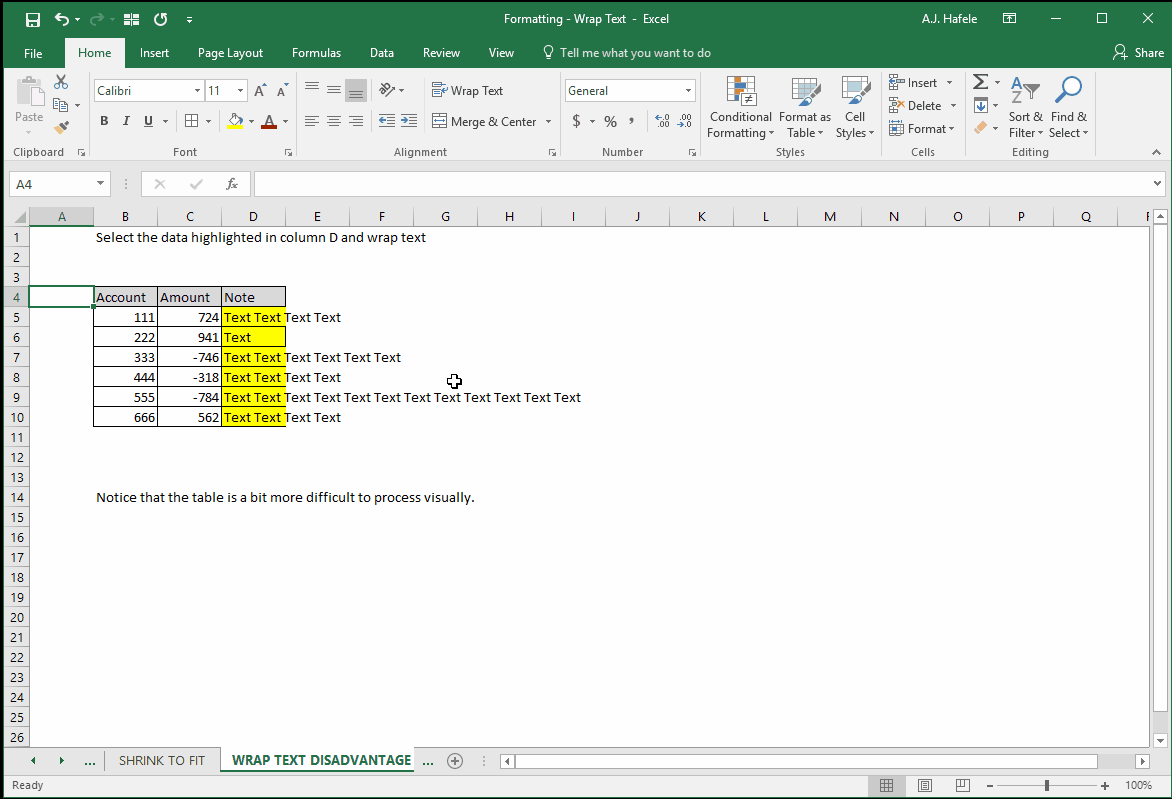 Formatting - Wrap Text - Excel
A.J. Hafele
File Home Insert Page Layout Formulas Data Review View Tell me what you want to do Share
Paste
Calibri 11
B I U A A A
Wrap Text
Merge & Center
General
$ % ,
Conditional Formatting
Format as Table
Cell Styles
Insert
Delete
Format
Sort & Filter
Find & Select
Clipboard Font Alignment Number Styles Cells Editing
A4 fx
A B C D E F G H I J K L M N O P Q
1 Select the data highlighted in column D and wrap text
2
3
4 Account Amount Note
5 111 724 Text Text Text Text
6 222 941 Text
7 333 -746 Text Text Text Text Text Text
8 444 -318 Text Text Text Text
9 555 -784 Text Text Text Text Text Text Text Text Text Text Text Text
10 666 562 Text Text Text Text
11
12
13
14 Notice that the table is a bit more difficult to process visually.
15
16
17
18
19
20
21
22
23
24
25
26
... SHRINK TO FIT WRAP TEXT DISADVANTAGE ...
Ready 100%